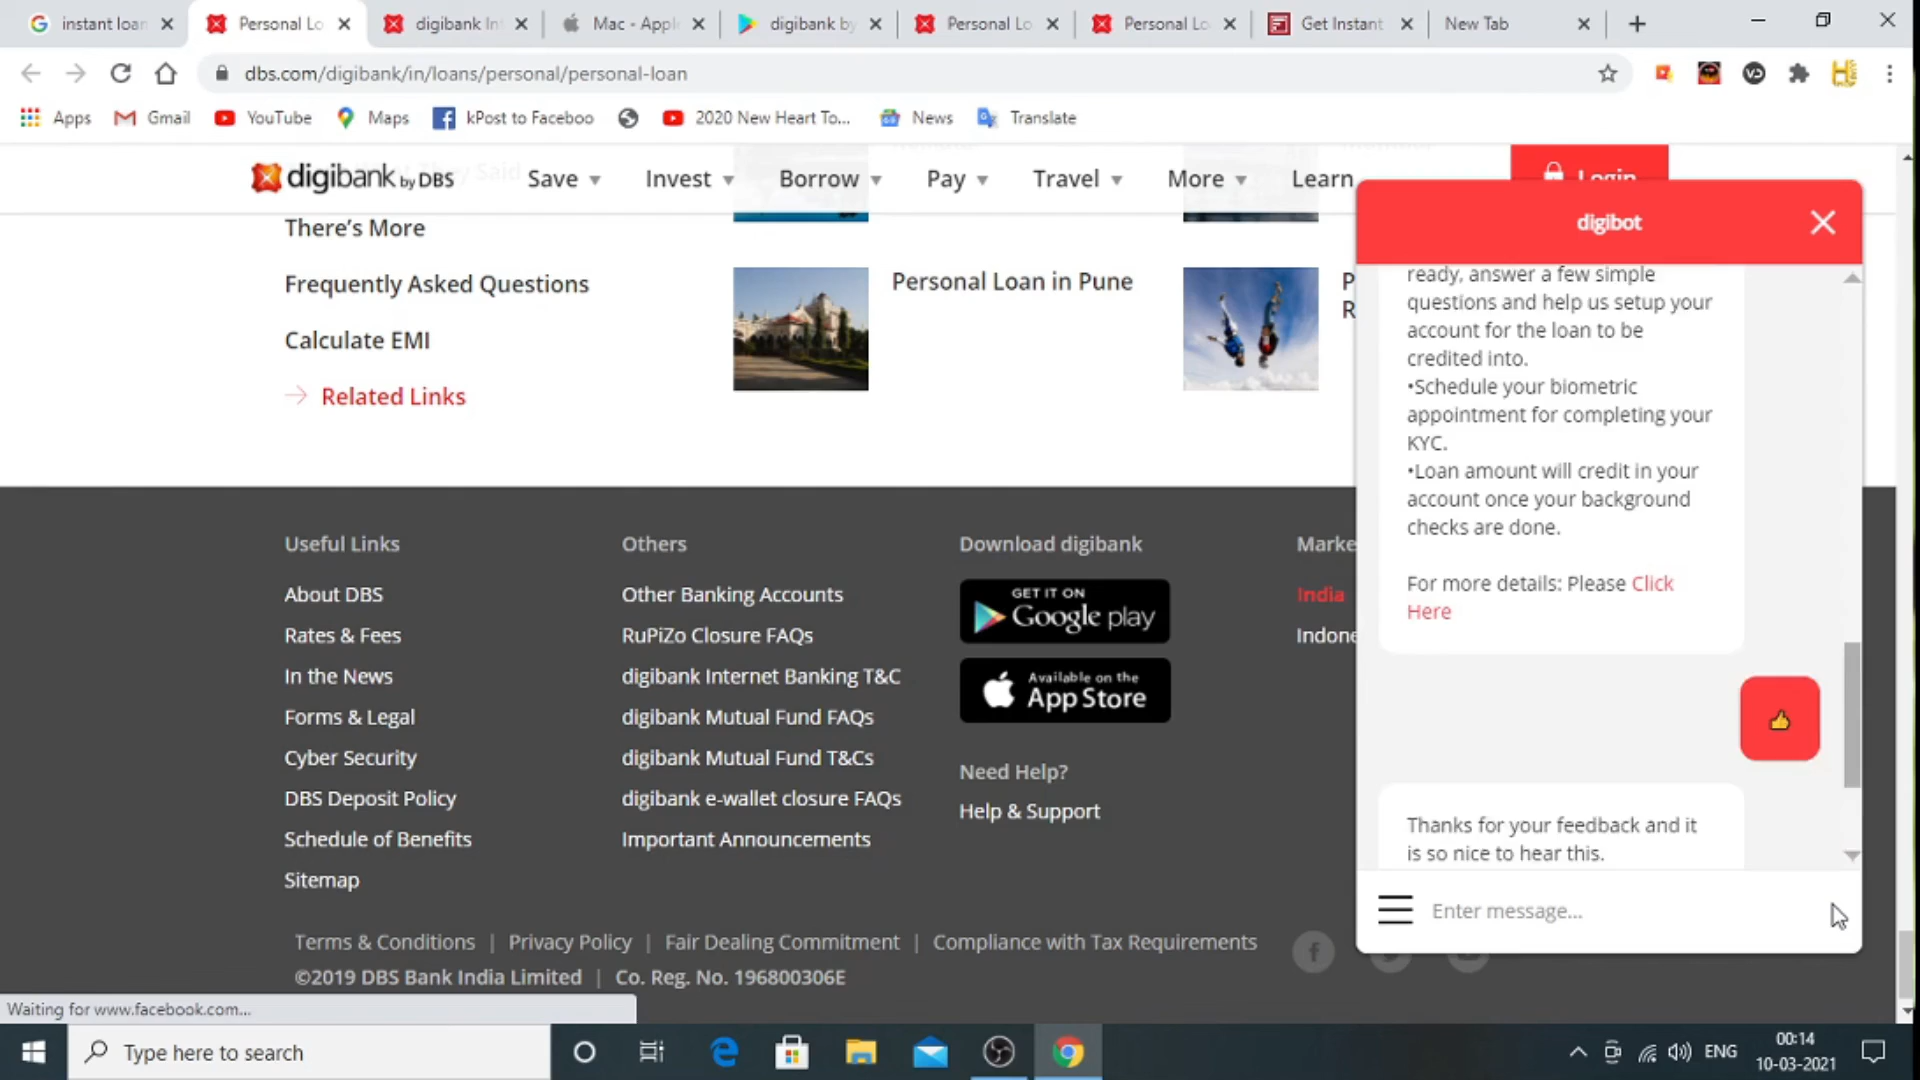 instant loan
Personal Lo
digibank In
Mac - Apple
digibank by
Personal Lo
Personal Lo
Get Instant
New Tab
dbs.com/digibank/in/loans/personal/personal-loan
Apps
Gmail
YouTube
Maps
kPost to Faceboo
2020 New Heart To...
News
Translate
digibank by DBS
Save
Invest
Borrow
Pay
Travel
More
Learn
Login
There's More
Frequently Asked Questions
Calculate EMI
Related Links
Personal Loan in Pune
P
R
digibot
ready, answer a few simple
questions and help us setup your
account for the loan to be
credited into.
•Schedule your biometric
appointment for completing your
KYC.
•Loan amount will credit in your
account once your background
checks are done.
For more details: Please Click
Here
Thanks for your feedback and it
is so nice to hear this.
Enter message...
Useful Links
About DBS
Rates & Fees
In the News
Forms & Legal
Cyber Security
DBS Deposit Policy
Schedule of Benefits
Sitemap
Others
Other Banking Accounts
RuPiZo Closure FAQs
digibank Internet Banking T&C
digibank Mutual Fund FAQs
digibank Mutual Fund T&Cs
digibank e-wallet closure FAQs
Important Announcements
Download digibank
GET IT ON
Google play
Available on the
App Store
Need Help?
Help & Support
Marke
India
Indone
Terms & Conditions | Privacy Policy | Fair Dealing Commitment | Compliance with Tax Requirements
©2019 DBS Bank India Limited | Co. Reg. No. 196800306E
Waiting for www.facebook.com...
Type here to search
ENG
00:14
10-03-2021